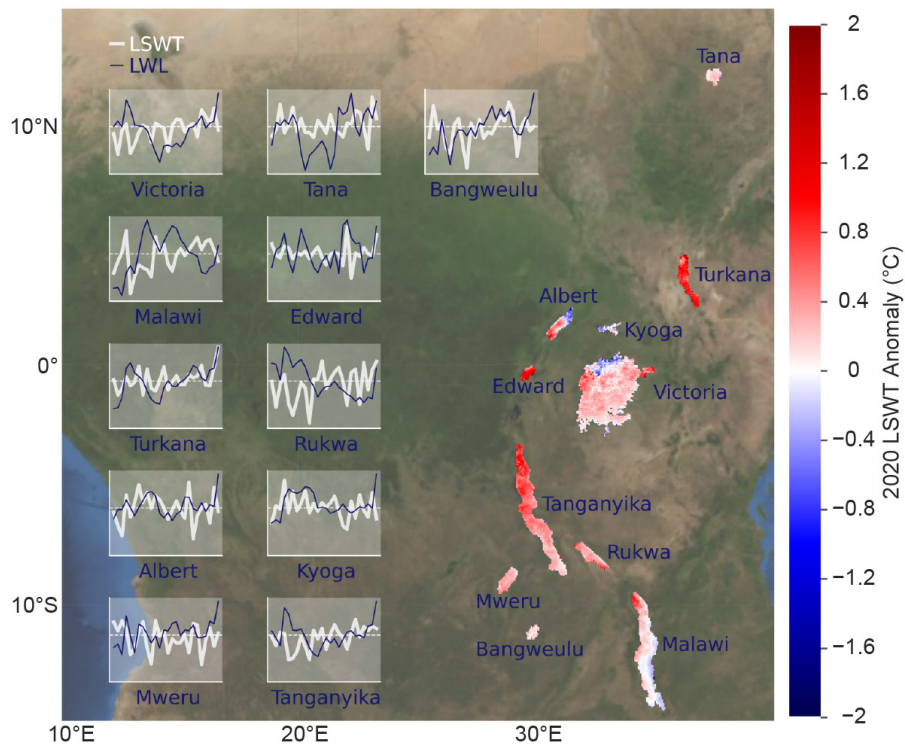 LSWT
LWL
Victoria
Tana
Bangweulu
Malawi
Edward
Turkana
Rukwa
Albert
Kyoga
Mweru
Tanganyika
Tana
Turkana
Albert
Kyoga
Edward
Victoria
Tanganyika
Rukwa
Mweru
Bangweulu
Malawi
10°N
0°
10°S
10°E
20°E
30°E
2
1.6
1.2
0.8
0.4
0
−0.4
−0.8
−1.2
−1.6
−2
2020 LSWT Anomaly (°C)